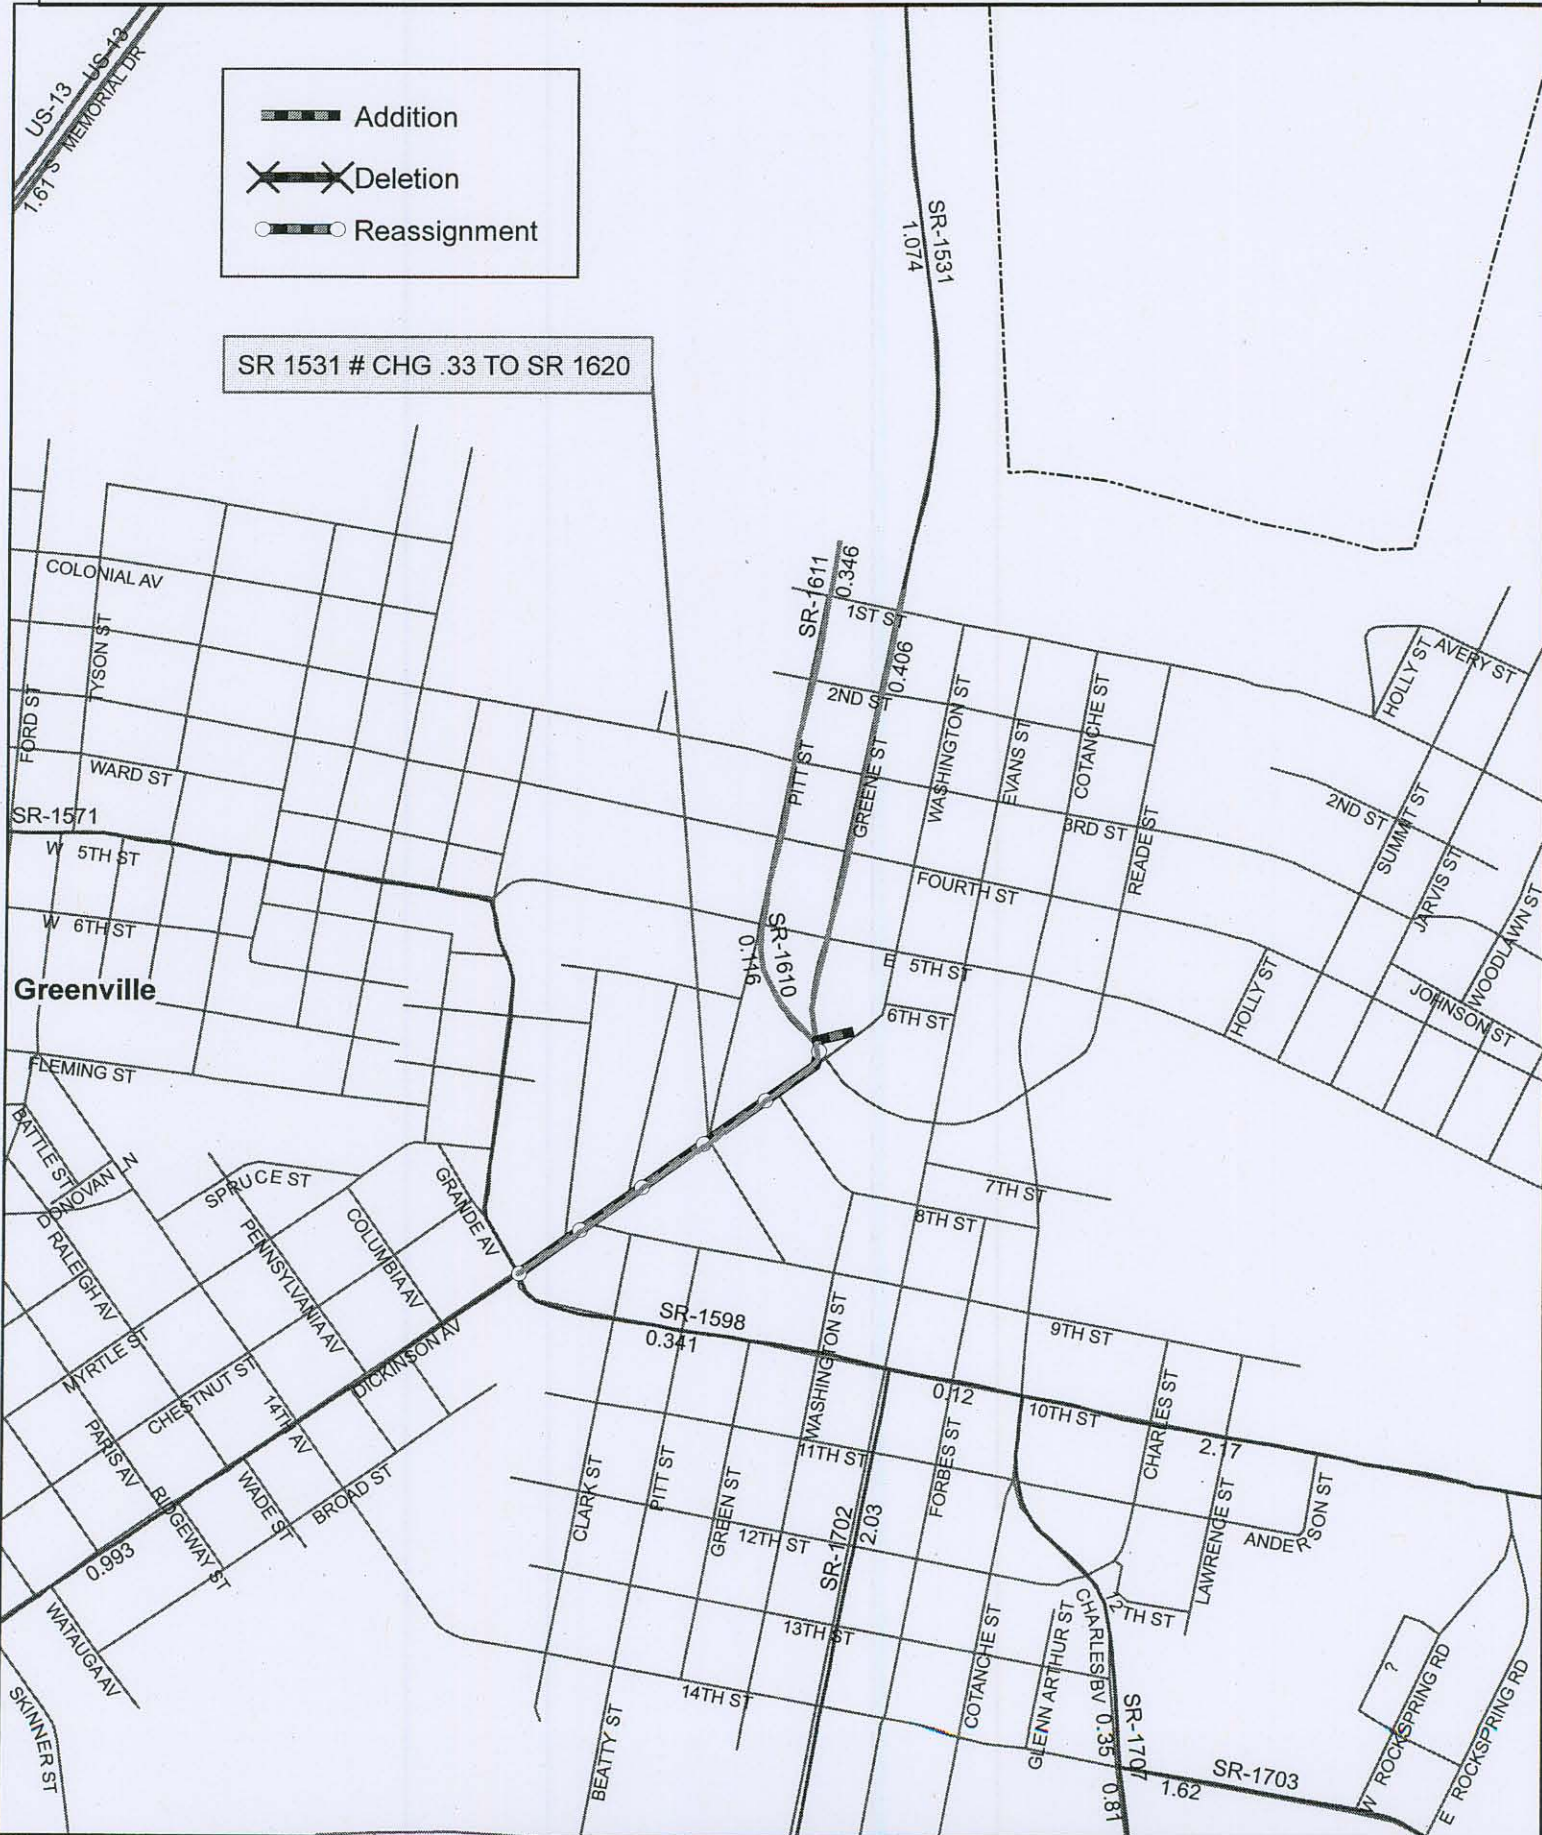 US-13
US-13
1.61 S MEMORIAL DR
Addition
Deletion
Reassignment
SR-1531
1.074
SR 1531 # CHG .33 TO SR 1620
COLONIAL AV
TYSON ST
FORD ST
WARD ST
SR-1571
W 5TH ST
W 6TH ST
Greenville
FLEMING ST
SR-1611
0.346
1ST ST
0.406
2ND ST
PITT ST
GREENE ST
WASHINGTON ST
EVANS ST
COTANCHE ST
3RD ST
READE ST
FOURTH ST
HOLLY ST
AVERY ST
2ND ST
SUMMIT ST
JARVIS ST
WOODLAWN ST
JOHNSON ST
HOLLY ST
SR-1610
0.146
E 5TH ST
6TH ST
BATTLE ST
DONOVAN LN
D RALEIGH AV
SPRUCE ST
GRANDE AV
PENNSYLVANIA AV
COLUMBIA AV
MYRTLE ST
CHESTNUT ST
14TH AV
DICKINSON AV
PARIS AV
RIDGEWAY ST
WADE ST
BROAD ST
0.993
WATAUGA AV
SKINNER ST
7TH ST
8TH ST
9TH ST
SR-1598
0.341
WASHINGTON ST
0.12
10TH ST
2.17
11TH ST
FORBES ST
CHARLES ST
LAWRENCE ST
ANDERSON ST
CLARK ST
PITT ST
GREEN ST
12TH ST
SR-1702
2.03
12TH ST
13TH ST
14TH ST
BEATTY ST
COTANCHE ST
GLENN ARTHUR ST
CHARLES BV 0.35
SR-1707
0.81
SR-1703
1.62
?
W ROCKSPRING RD
E ROCKSPRING RD